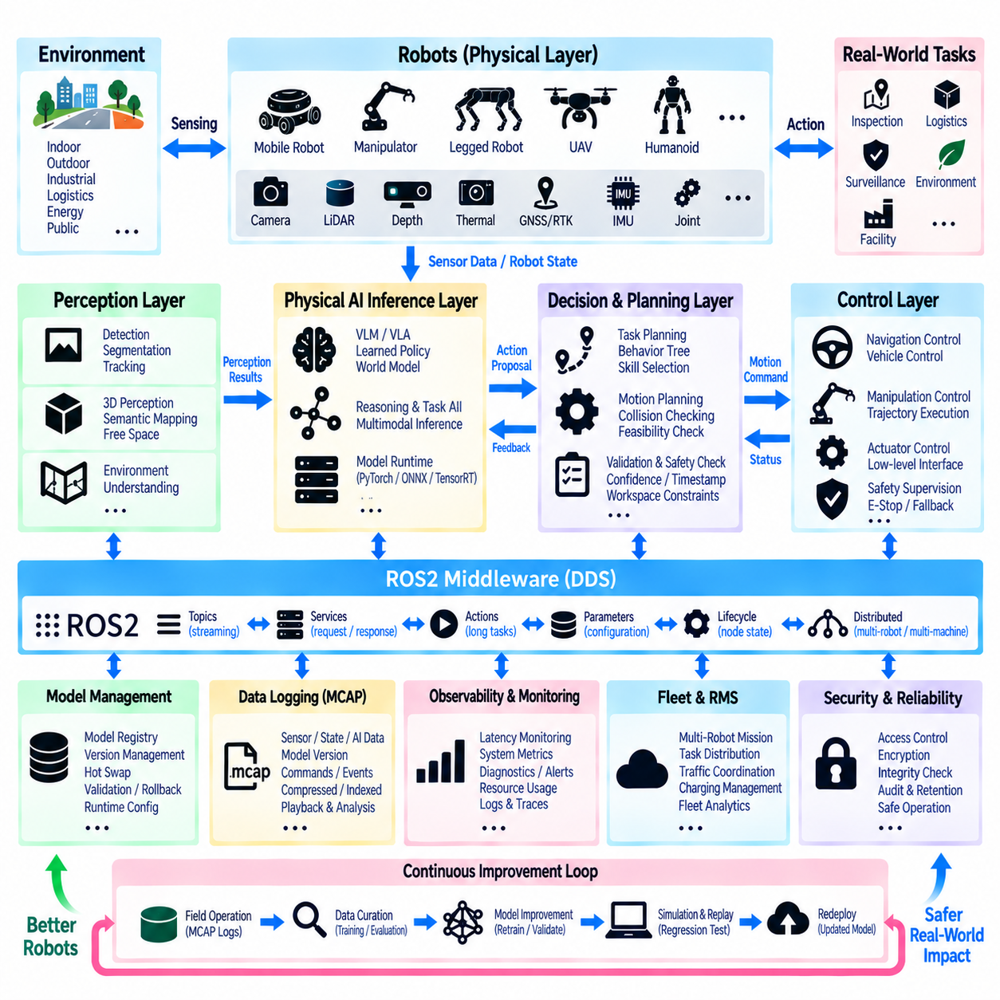 Environment
Indoor
Outdoor
Industrial
Logistics
Energy
Public
...
Sensing
Robots (Physical Layer)
Mobile Robot
Manipulator
Legged Robot
UAV
Humanoid
...
Camera
LiDAR
Depth
Thermal
GNSS/RTK
IMU
IMU
Joint
...
Action
Real-World Tasks
Inspection
Logistics
Surveillance
Environment
Facility
...
Sensor Data / Robot State
Perception Layer
Detection
Segmentation
Tracking
3D Perception
Semantic Mapping
Free Space
Environment
Understanding
...
Perception
Results
Physical AI Inference Layer
VLM / VLA
Learned Policy
World Model
Reasoning & Task AIl
Multimodal Inference
Model Runtime
(PyTorch / ONNX / TensorRT)
...
Action
Proposal
Feedback
Decision & Planning Layer
Task Planning
Behavior Tree
Skill Selection
Motion Planning
Collision Checking
Feasibility Check
Validation & Safety Check
Confidence / Timestamp
Workspace Constraints
...
Motion
Command
Status
Control Layer
Navigation Control
Vehicle Control
Manipulation Control
Trajectory Execution
Actuator Control
Low-level Interface
Safety Supervision
E-Stop / Fallback
...
ROS2 Middleware (DDS)
ROS2
Topics
(streaming)
Services
(request / response)
Actions
(long tasks)
Parameters
(configuration)
Lifecycle
(node state)
Distributed
(multi-robot / multi-machine)
Model Management
Model Registry
Version Management
Hot Swap
Validation / Rollback
Runtime Config
...
Data Logging (MCAP)
.mcap
Sensor / State / AI Data
Model Version
Commands / Events
Compressed / Indexed
Playback & Analysis
...
Observability & Monitoring
Latency Monitoring
System Metrics
Diagnostics / Alerts
Resource Usage
Logs & Traces
...
Fleet & RMS
Multi-Robot Mission
Task Distribution
Traffic Coordination
Charging Management
Fleet Analytics
...
Security & Reliability
Access Control
Encryption
Integrity Check
Audit & Retention
Safe Operation
...
Better
Robots
Continuous Improvement Loop
Field Operation
(MCAP Logs)
Data Curation
(Training / Evaluation)
Model Improvement
(Retrain / Validate)
Simulation & Replay
(Regression Test)
Redeploy
(Updated Model)
Safer
Real-World
Impact